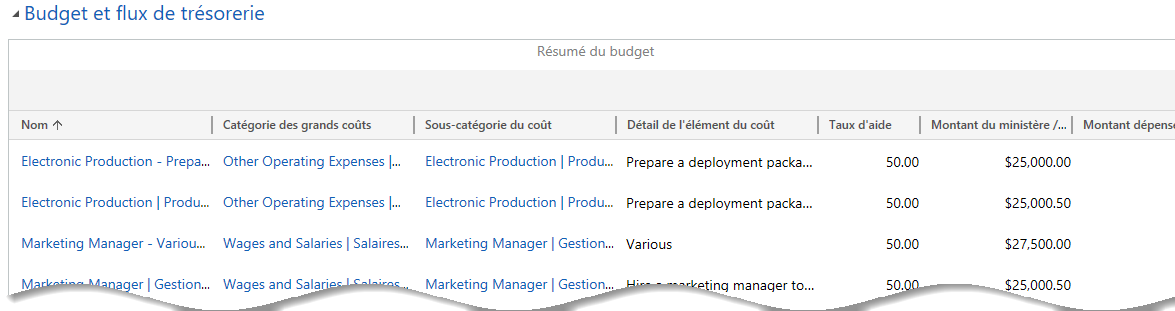 Budget et flux de trésorerie
Résumé du budget
Nom ↑ Catégorie des grands coûts Sous-catégorie du coût Détail de l'élément du coût Taux d'aide Montant du ministère /... Montant dépens
Electronic Production - Prepa... Other Operating Expenses |... Electronic Production | Produ... Prepare a deployment packa... 50.00 $25,000.00
Electronic Production | Produ... Other Operating Expenses |... Electronic Production | Produ... Prepare a deployment packa... 50.00 $25,000.50
Marketing Manager - Variou... Wages and Salaries | Salaires... Marketing Manager | Gestion... Various 50.00 $27,500.00
Marketing Manager | Gestion... Wages and Salaries | Salaires... Marketing Manager | Gestion... Hire a marketing manager to... 50.00 $25,000.50